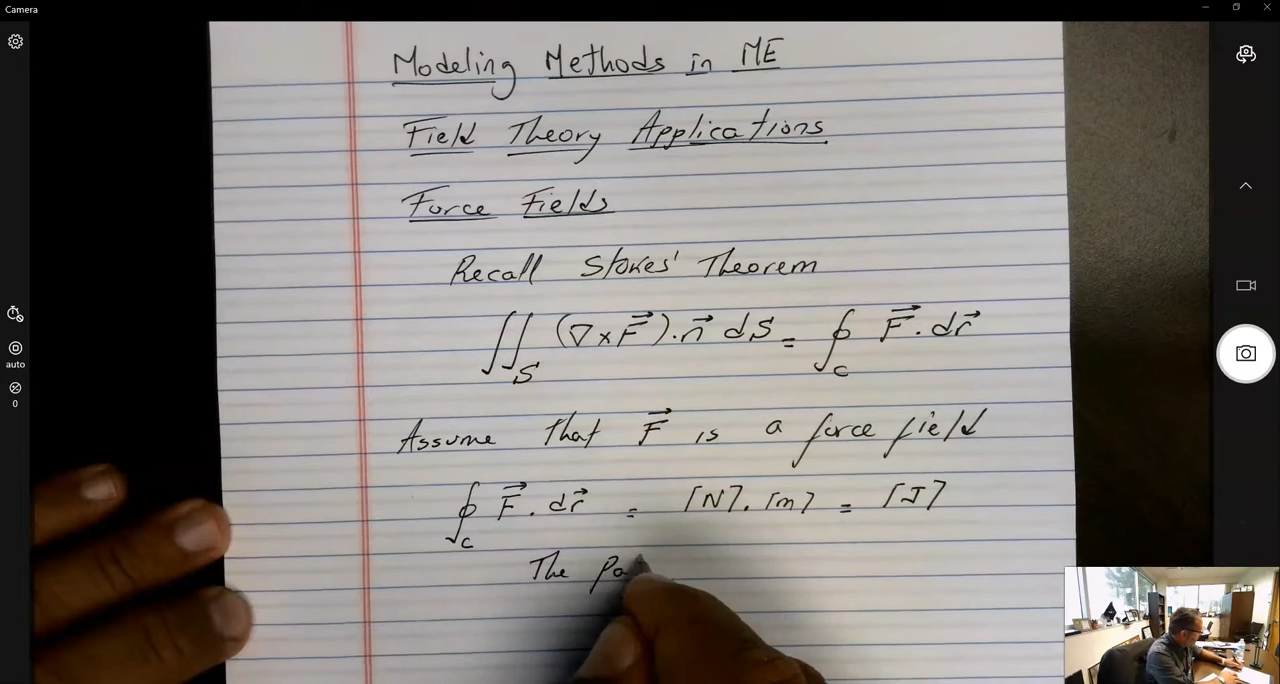 Camera
Modeling Methods in ME
Field Theory Applications
Force Fields
Recall Stokes' Theorem
∬_S (∇×F⃗).n⃗ dS = ∮_C F⃗.dr⃗
Assume that F⃗ is a force field
auto
0
∮_C F⃗.dr⃗ = [N].[m] = [J]
The Pa